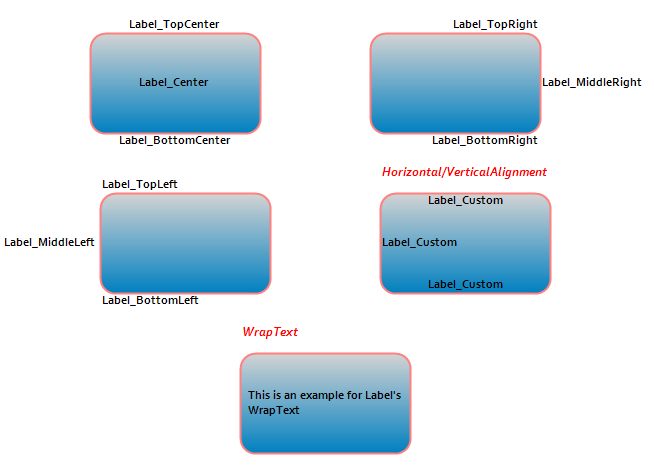 Label_TopCenter
Label_TopRight
Label_Center
Label_MiddleRight
Label_BottomCenter
Label_BottomRight
Horizontal/VerticalAlignment
Label_TopLeft
Label_Custom
Label_MiddleLeft
Label_Custom
Label_Custom
Label_BottomLeft
WrapText
This is an example for Label's
WrapText